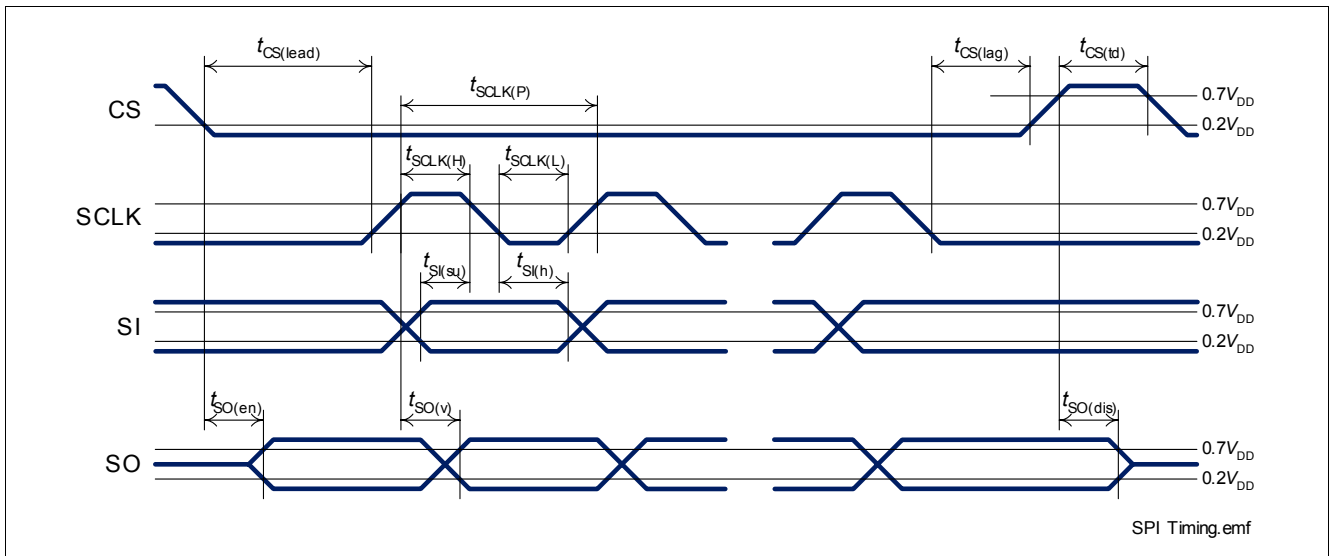 tCS(lead)
tCS(lag)
tCS(td)
tSCLK(P)
CS
0.7VDD
0.2VDD
tSCLK(H)
tSCLK(L)
SCLK
0.7VDD
0.2VDD
tSI(su)
tSI(h)
SI
0.7VDD
0.2VDD
tSO(en)
tSO(v)
tSO(dis)
SO
0.7VDD
0.2VDD
SPI Timing.emf